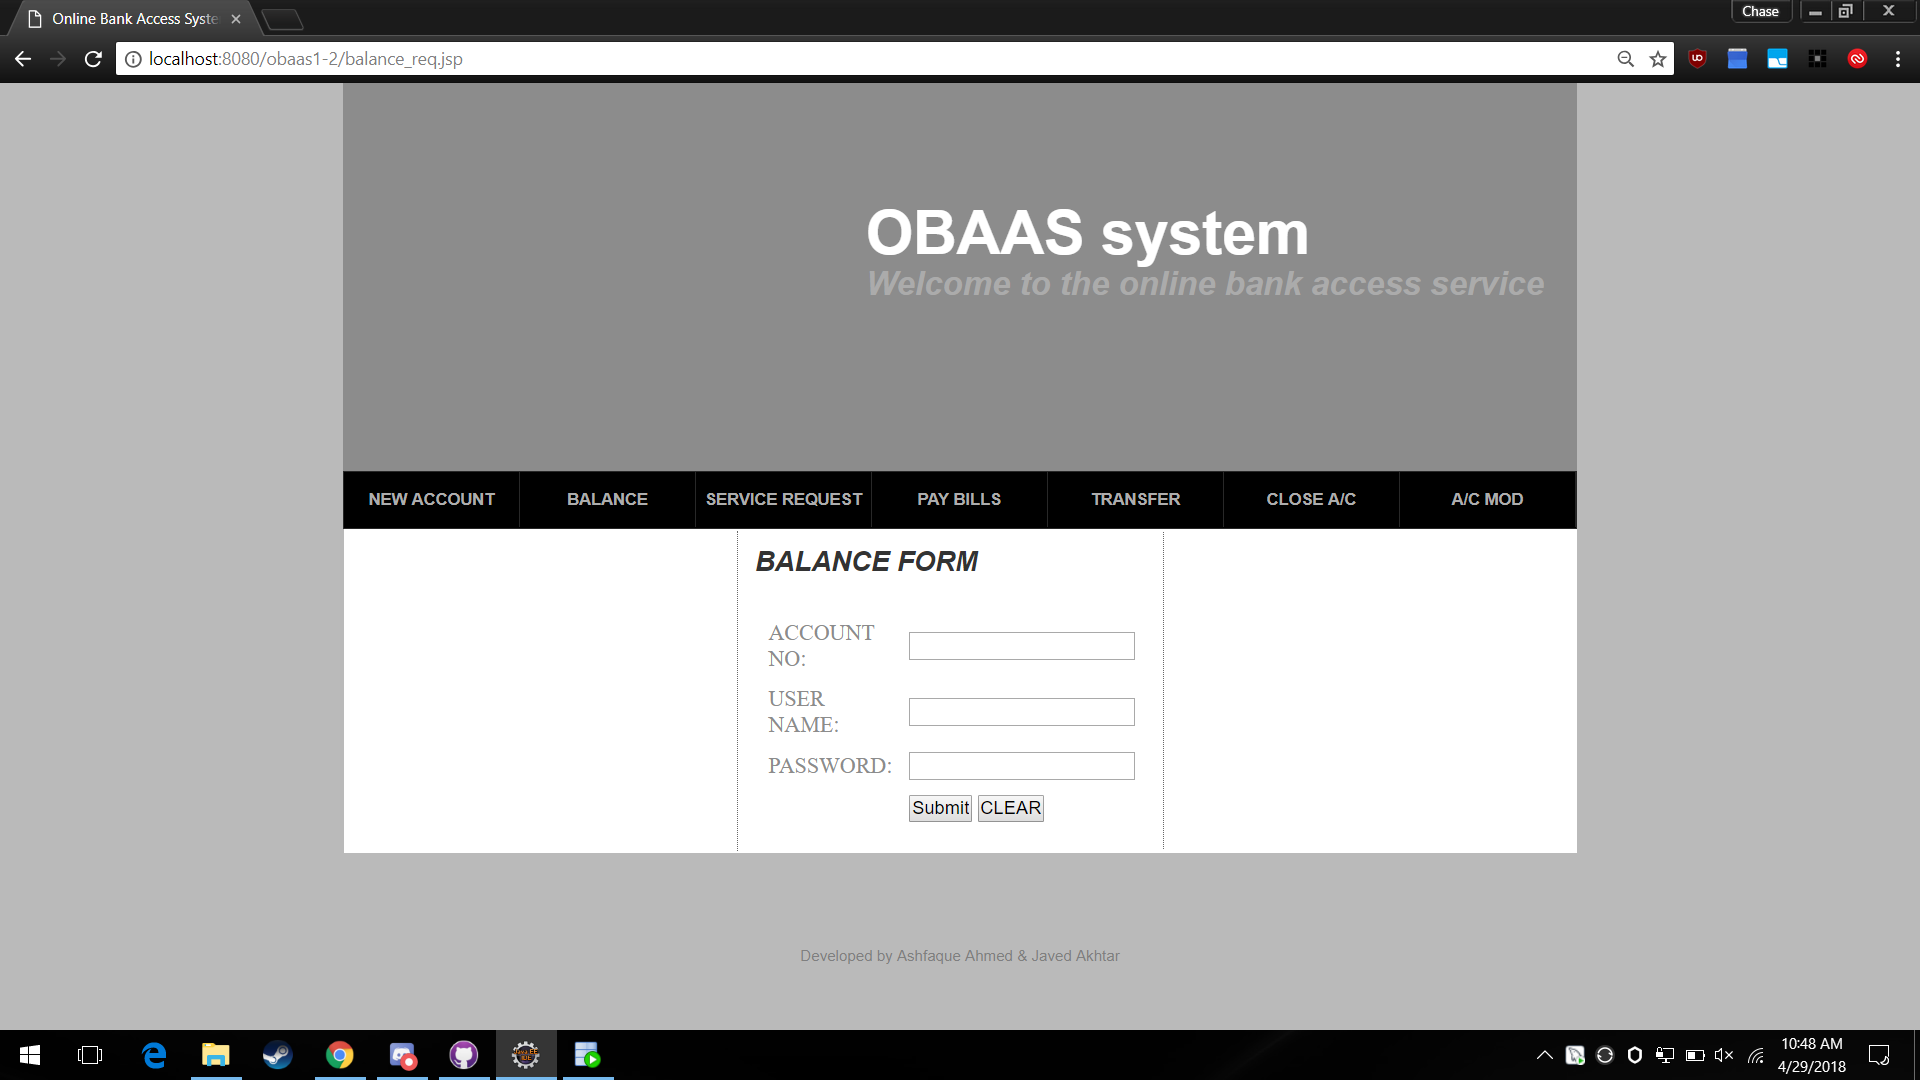 Online Bank Access Syste
Chase
localhost:8080/obaas1-2/balance_req.jsp
OBAAS system
Welcome to the online bank access service
NEW ACCOUNT BALANCE SERVICE REQUEST PAY BILLS TRANSFER CLOSE A/C A/C MOD
BALANCE FORM
ACCOUNT
NO:
USER
NAME:
PASSWORD:
Submit CLEAR
Developed by Ashfaque Ahmed & Javed Akhtar
10:48 AM
4/29/2018